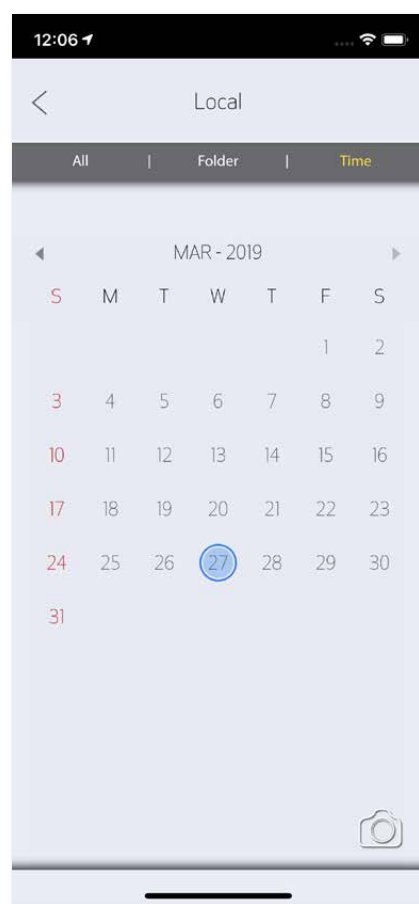 12:06
Local
All | Folder | Time
MAR - 2019
S M T W T F S
1 2
3 4 5 6 7 8 9
10 11 12 13 14 15 16
17 18 19 20 21 22 23
24 25 26 27 28 29 30
31